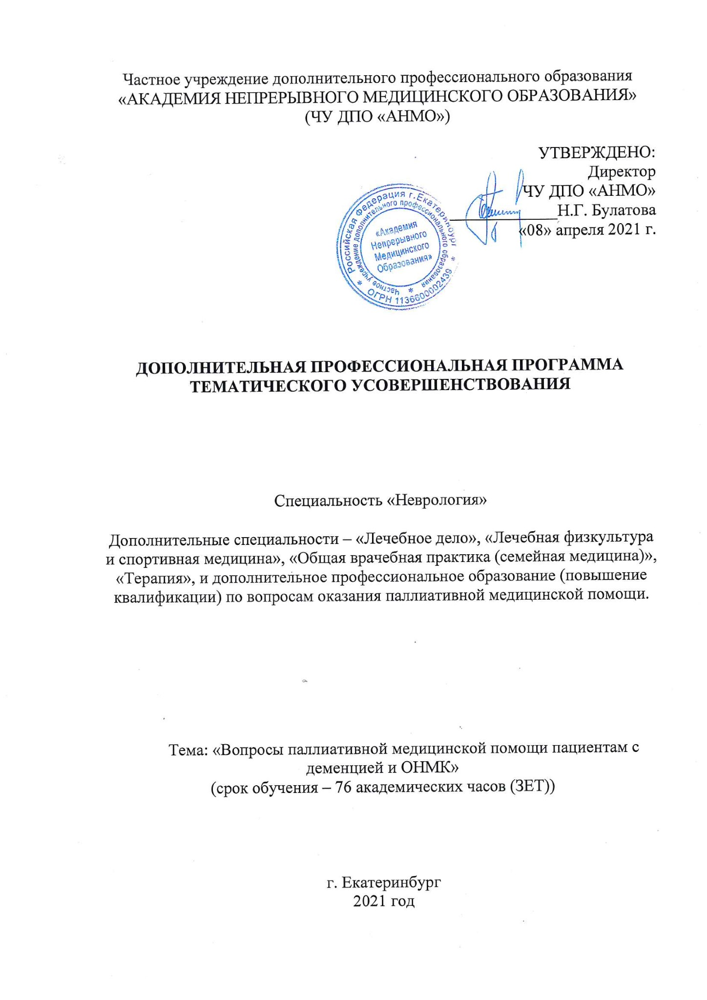 Частное учреждение дополнительного профессионального образования
«АКАДЕМИЯ НЕПРЕРЫВНОГО МЕДИЦИНСКОГО ОБРАЗОВАНИЯ»
(ЧУ ДПО «АНМО»)
УТВЕРЖДЕНО:
Директор
ЧУ ДПО «АНМО»
Н.Г. Булатова
«08» апреля 2021 г.
* Российская Федерация г.Екатеринбург *
ОГРН 1136600002439
Частное учреждение дополнительного профессионального образования *
«Академия
Непрерывного
Медицинского
Образования»
ДОПОЛНИТЕЛЬНАЯ ПРОФЕССИОНАЛЬНАЯ ПРОГРАММА
ТЕМАТИЧЕСКОГО УСОВЕРШЕНСТВОВАНИЯ
Специальность «Неврология»
Дополнительные специальности – «Лечебное дело», «Лечебная физкультура
и спортивная медицина», «Общая врачебная практика (семейная медицина)»,
«Терапия», и дополнительное профессиональное образование (повышение
квалификации) по вопросам оказания паллиативной медицинской помощи.
Тема: «Вопросы паллиативной медицинской помощи пациентам с
деменцией и ОНМК»
(срок обучения – 76 академических часов (ЗЕТ))
г. Екатеринбург
2021 год